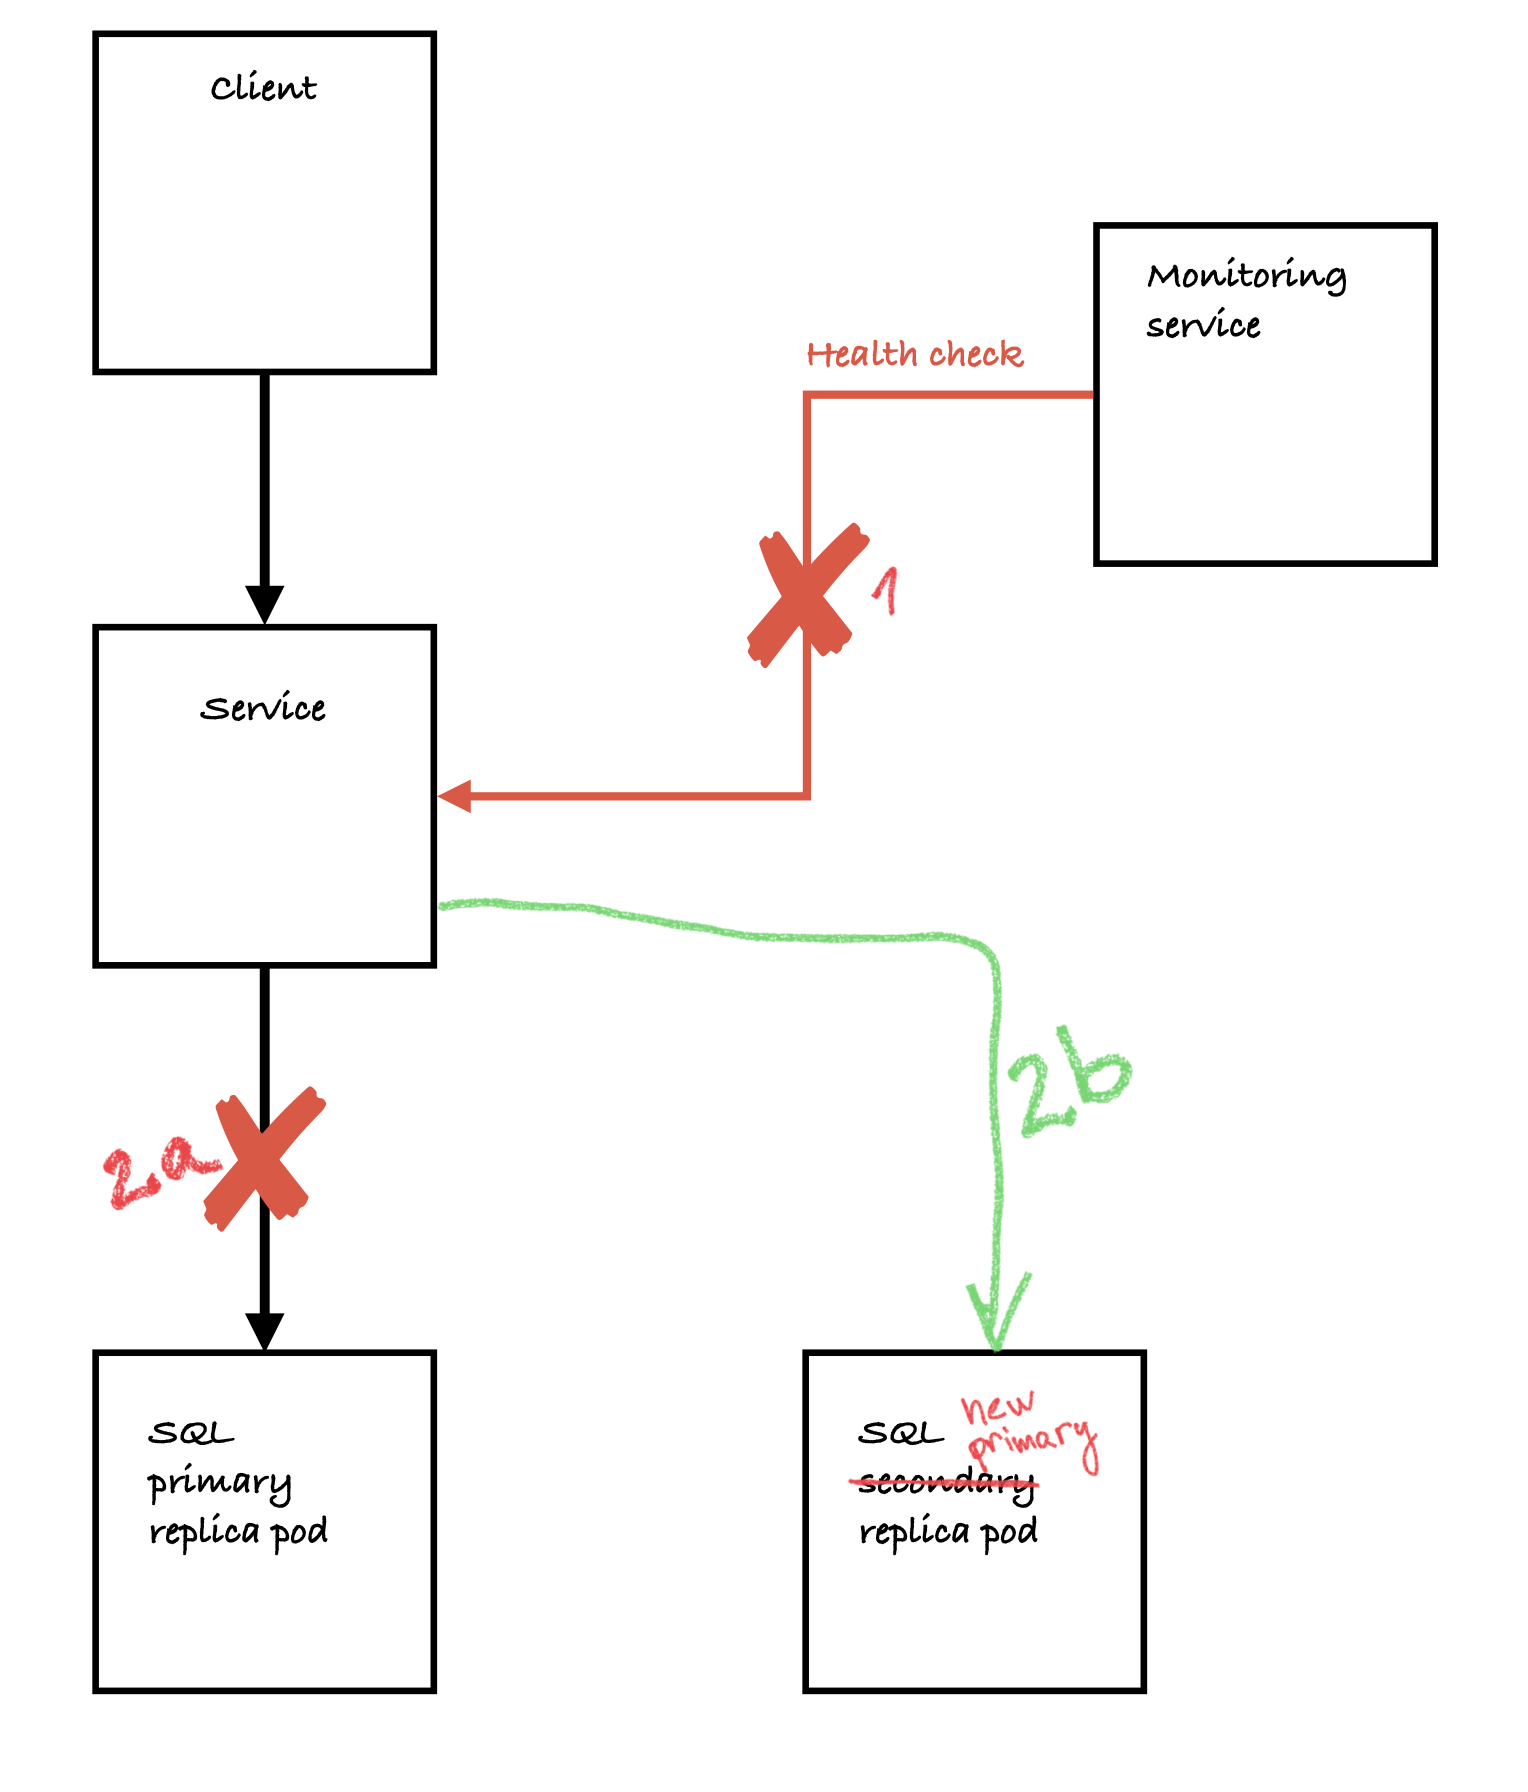 Client
Monitoring
service
Health check
1
Service
2b
2a
SQL
primary
replica pod
SQL
new
primary
secondary
replica pod